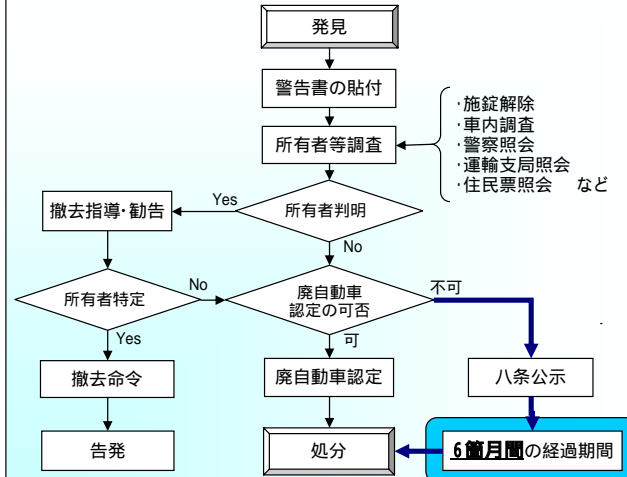 発見
警告書の貼付
所有者等調査
･施錠解除
･車内調査
･警察照会
･運輸支局照会
･住民票照会　など
所有者判明
Yes
撤去指導･勧告
No
所有者特定
No
廃自動車
認定の可否
不可
Yes
可
撤去命令
廃自動車認定
八条公示
告発
処分
6箇月間の経過期間